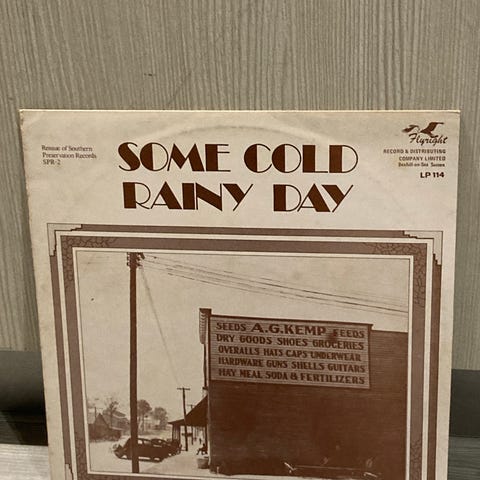 Reissue of Southern
Preservation Records
SPR-2
SOME COLD
RAINY DAY
Flyright
RECORD & DISTRIBUTING
COMPANY LIMITED
Bexhill-on-Sea Sussex
LP 114
SEEDS A.G.KEMP FEEDS
DRY GOODS SHOES GROCERIES
OVERALLS HATS CAPS UNDERWEAR
HARDWARE GUNS SHELLS GUITARS
HAY MEAL SODA & FERTILIZERS